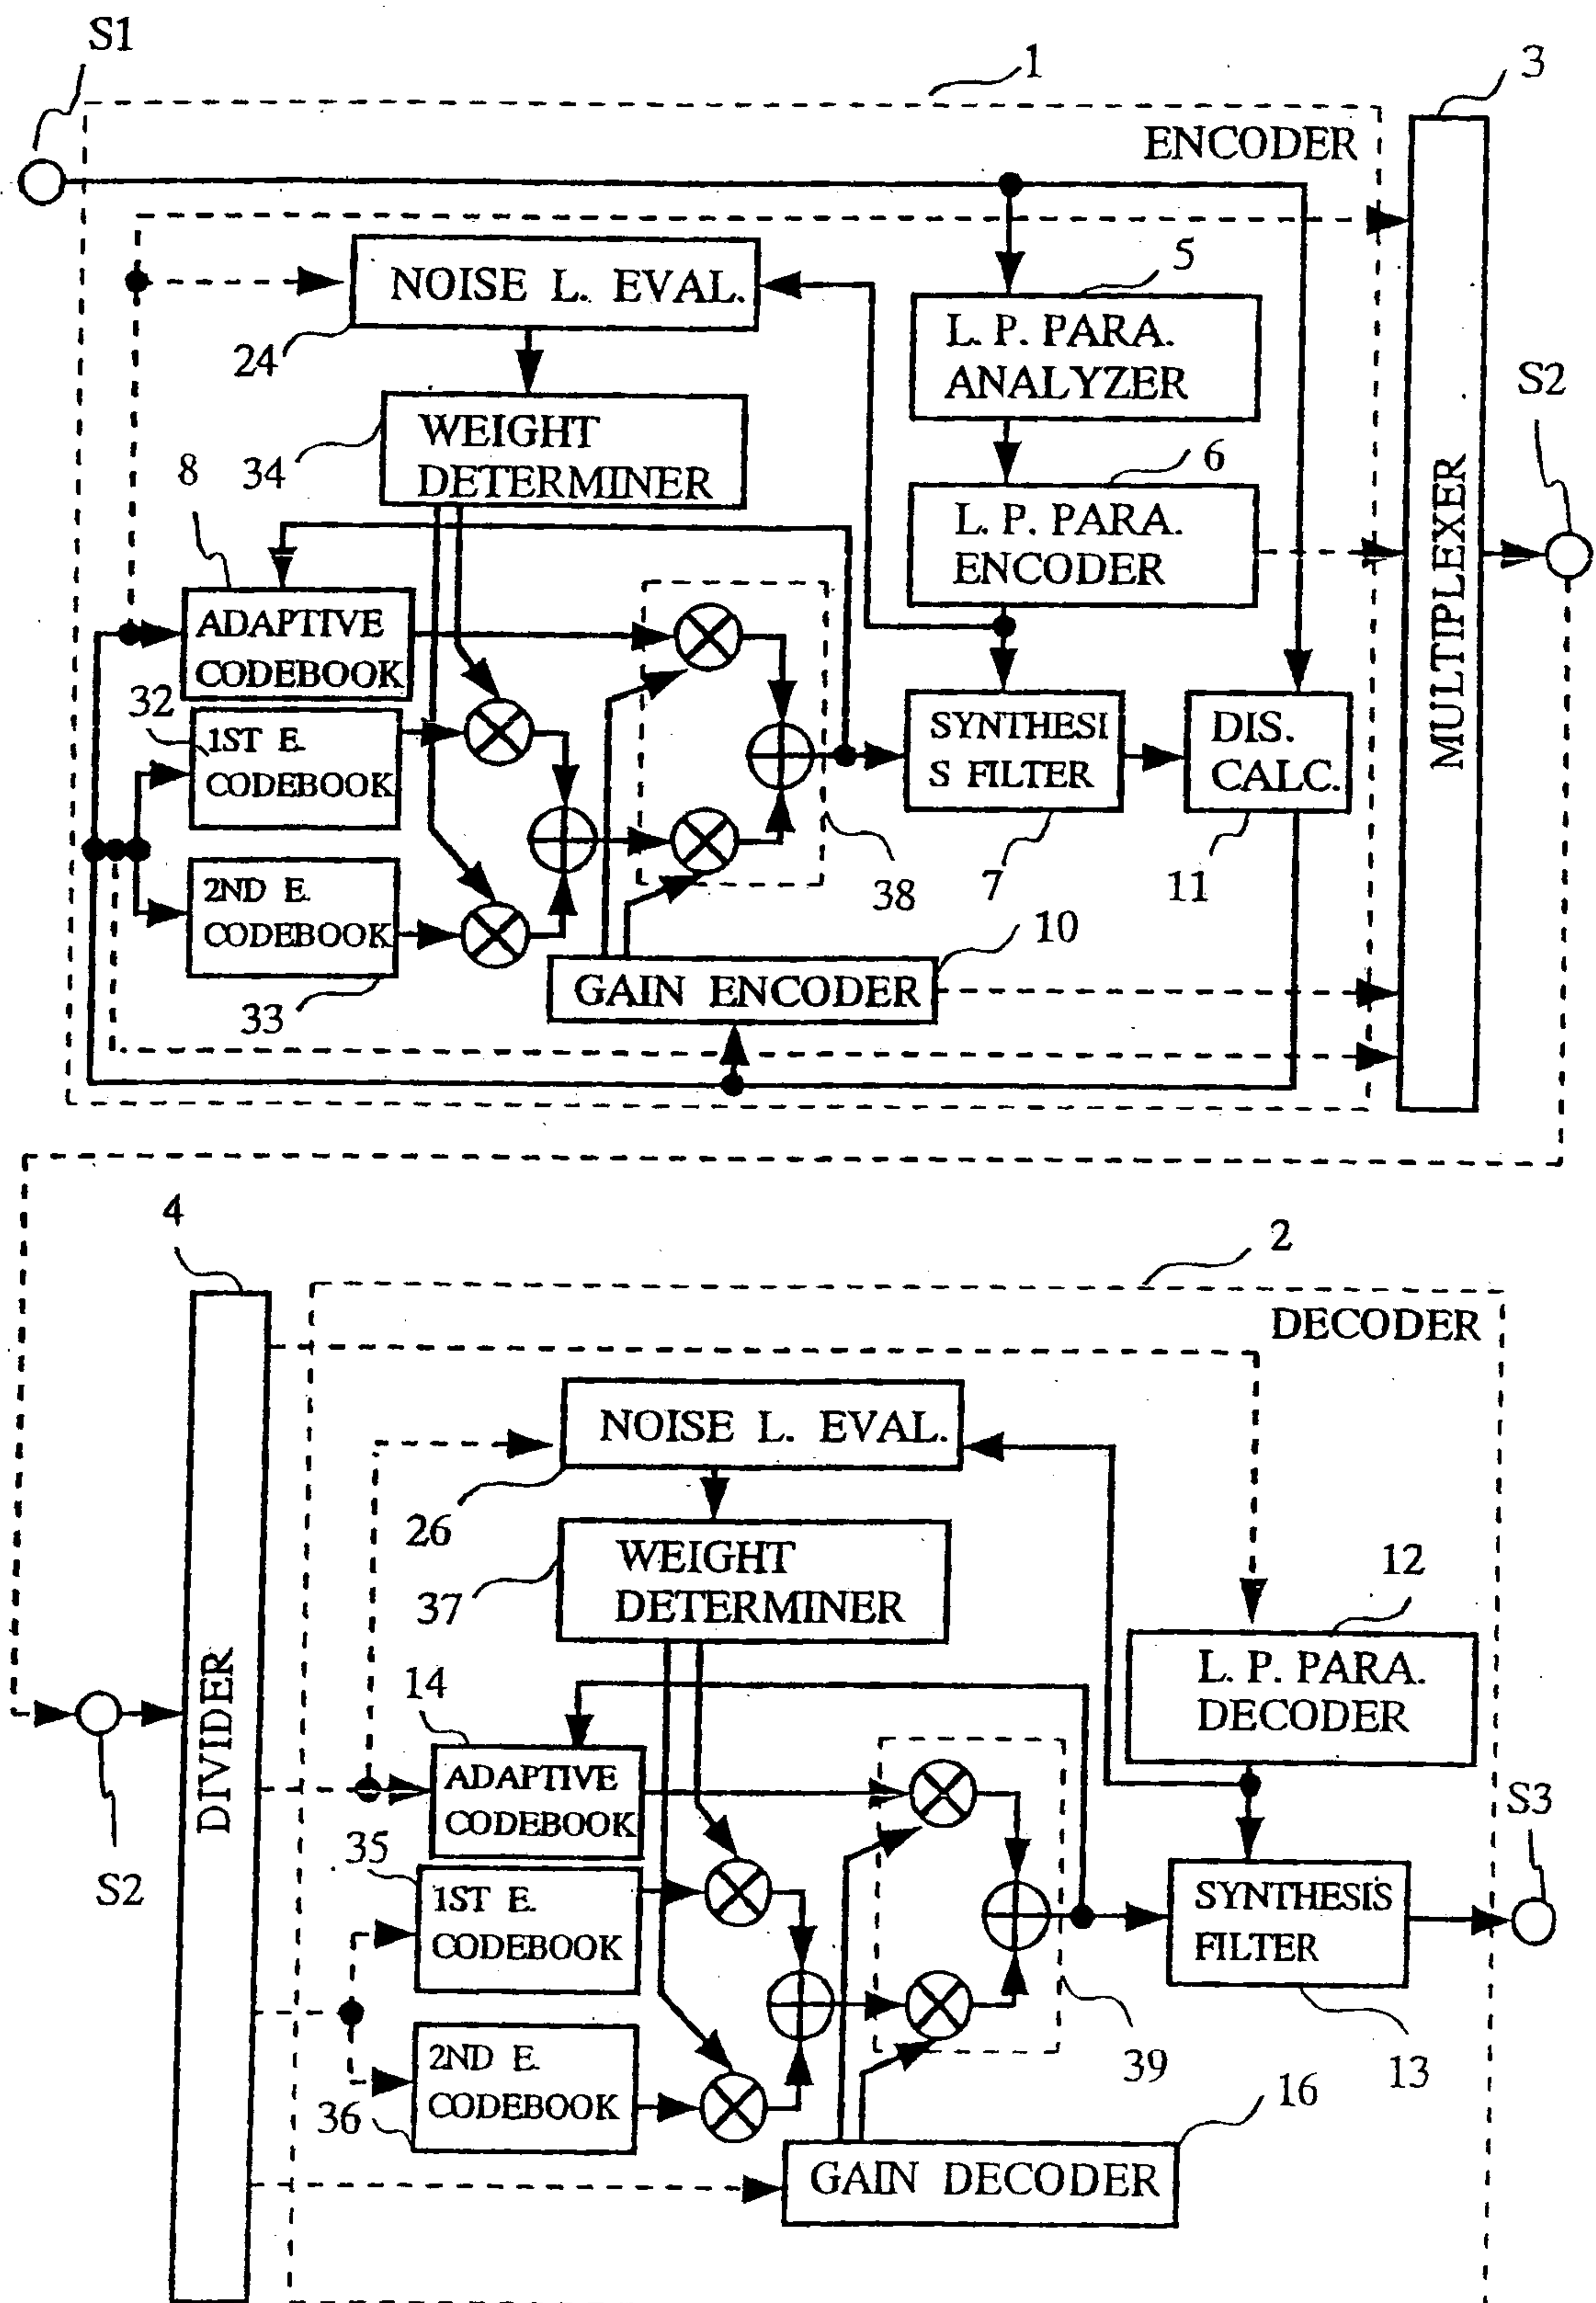 S1
1
3
ENCODER
5
NOISE L. EVAL.
24
L. P. PARA.
ANALYZER
S2
WEIGHT
DETERMINER
34
8
6
L. P. PARA.
ENCODER
MULTIPLEXER
ADAPTIVE
CODEBOOK
32
1ST E.
CODEBOOK
SYNTHESI
S FILTER
DIS.
CALC.
2ND E.
CODEBOOK
38
7
11
10
33
GAIN ENCODER
4
2
DECODER
NOISE L. EVAL.
26
WEIGHT
DETERMINER
37
12
L. P. PARA.
DECODER
DIVIDER
14
ADAPTIVE
CODEBOOK
S3
S2
35
1ST E.
CODEBOOK
SYNTHESIS
FILTER
2ND E.
CODEBOOK
36
39
13
16
GAIN DECODER